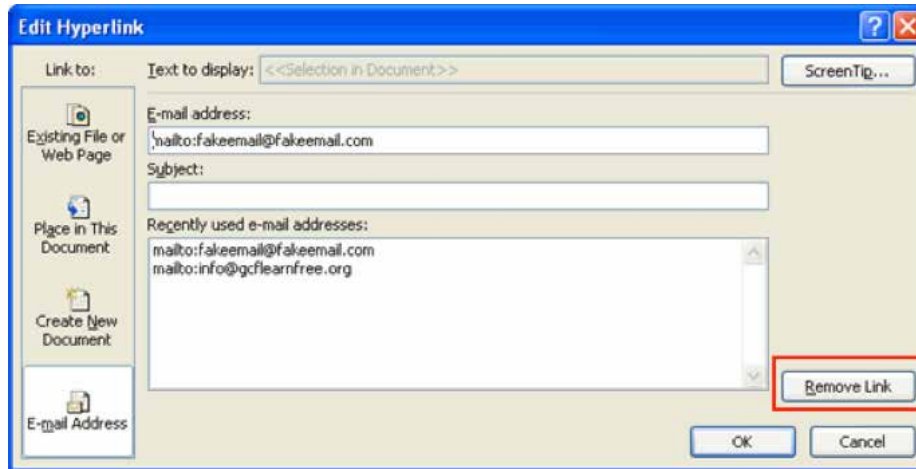 Edit Hyperlink
Link to:
Text to display: <<Selection in Document>>
ScreenTip...
Existing File or
Web Page
Place in This
Document
Create New
Document
E-mail Address
E-mail address:
mailto:fakeemail@fakeemail.com
Subject:
Recently used e-mail addresses:
mailto:fakeemail@fakeemail.com
mailto:info@gcflearnfree.org
Remove Link
OK
Cancel